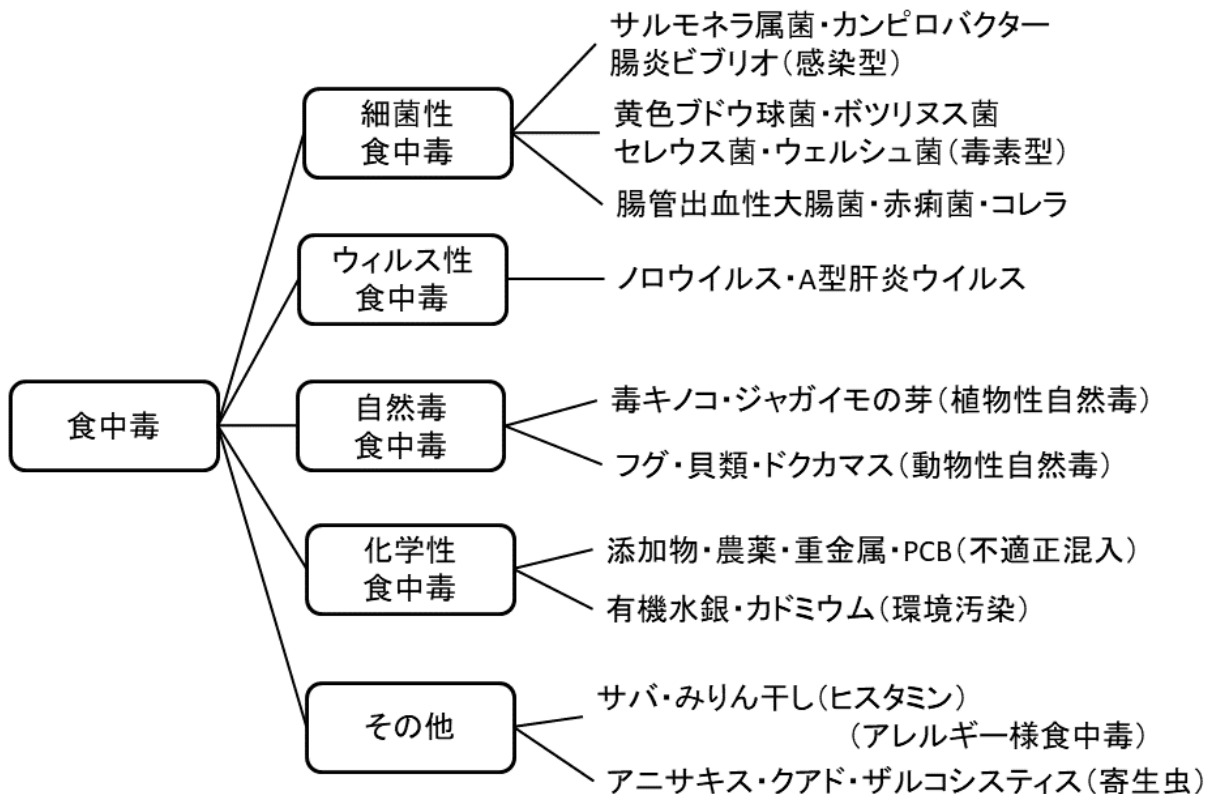 サルモネラ属菌・カンピロバクター
腸炎ビブリオ(感染型)
細菌性
食中毒
黄色ブドウ球菌・ボツリヌス菌
セレウス菌・ウェルシュ菌(毒素型)
腸管出血性大腸菌・赤痢菌・コレラ
ウィルス性
食中毒
ノロウイルス・A型肝炎ウイルス
食中毒
自然毒
食中毒
毒キノコ・ジャガイモの芽(植物性自然毒)
フグ・貝類・ドクカマス(動物性自然毒)
化学性
食中毒
添加物・農薬・重金属・PCB(不適正混入)
有機水銀・カドミウム(環境汚染)
その他
サバ・みりん干し(ヒスタミン)
(アレルギー様食中毒)
アニサキス・クアド・ザルコシスティス(寄生虫)